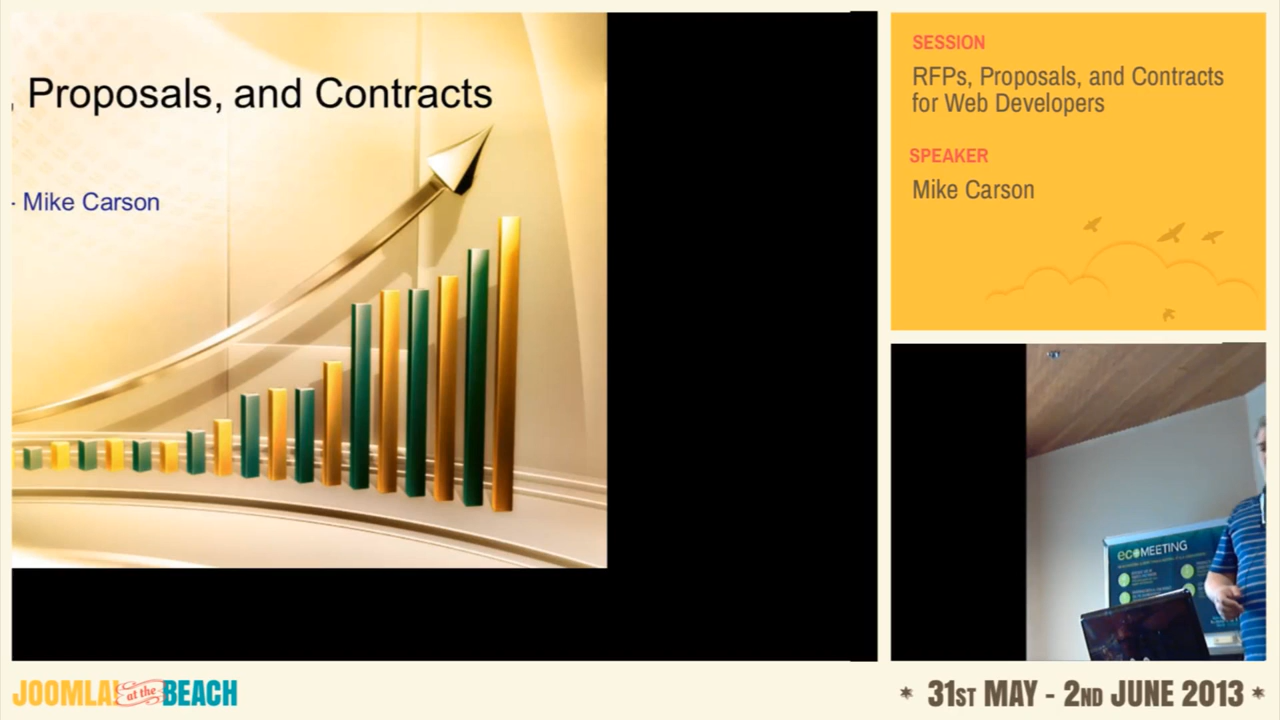 , Proposals, and Contracts
- Mike Carson
SESSION
RFPs, Proposals, and Contracts
for Web Developers
SPEAKER
Mike Carson
ecoMEETING
JOOMLA! at the BEACH
* 31ST MAY - 2ND JUNE 2013 *